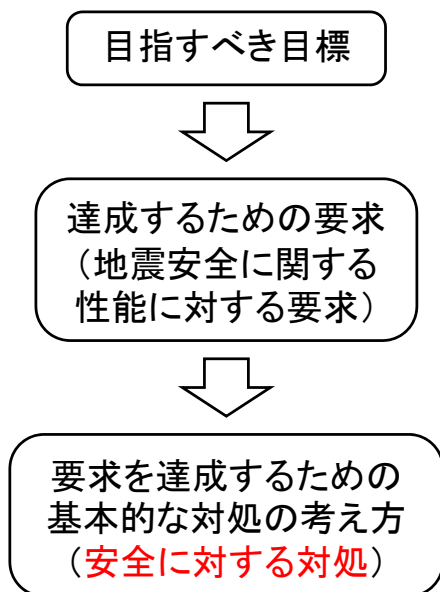 目指すべき目標
達成するための要求
（地震安全に関する
性能に対する要求）
要求を達成するための
基本的な対処の考え方
（安全に対する対処）